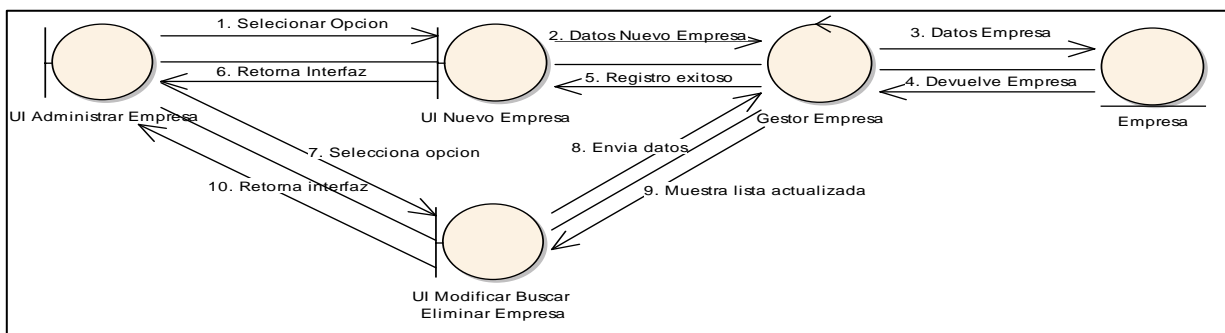 1. Selecionar Opcion
2. Datos Nuevo Empresa
3. Datos Empresa
6. Retorna Interfaz
5. Registro exitoso
4. Devuelve Empresa
UI Administrar Empresa
UI Nuevo Empresa
Gestor Empresa
Empresa
7. Selecciona opcion
8. Envia datos
10. Retorna interfaz
9. Muestra lista actualizada
UI Modificar Buscar
Eliminar Empresa